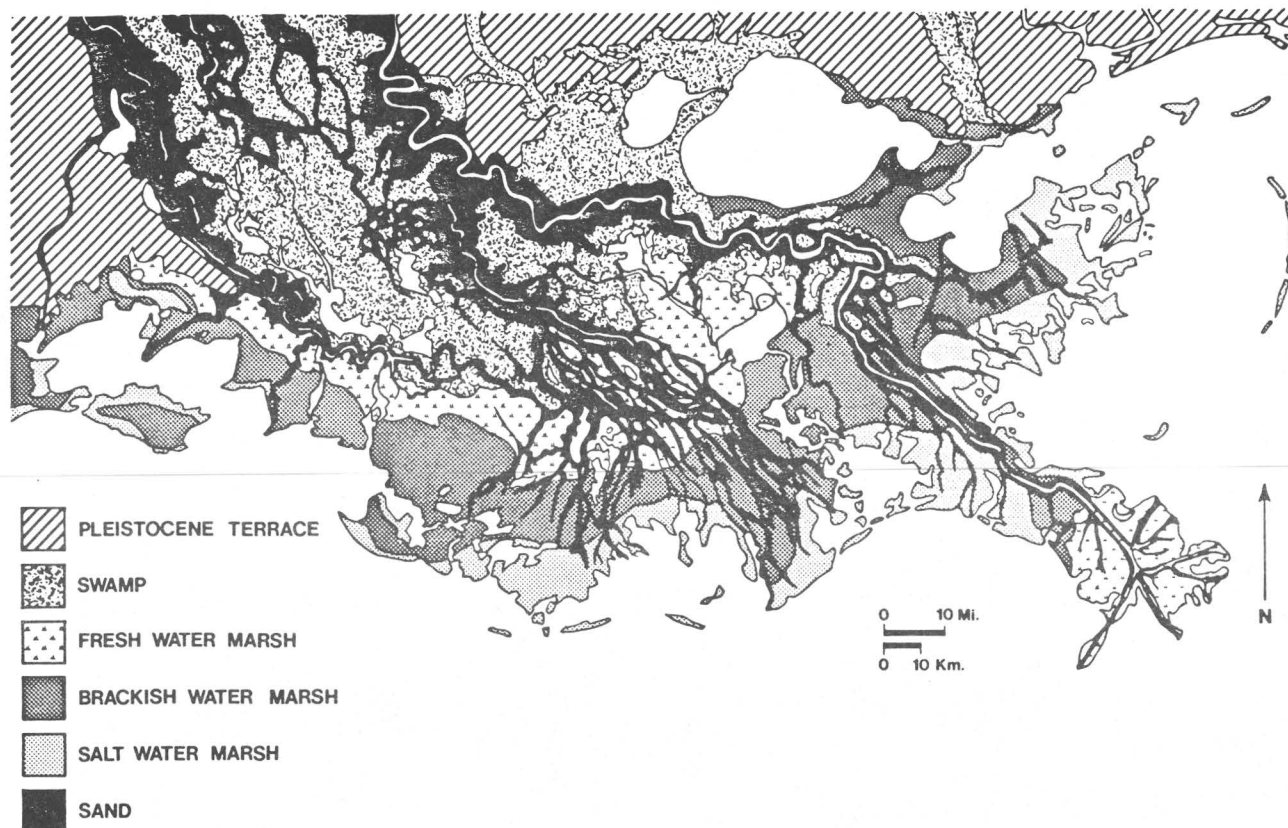 PLEISTOCENE TERRACE
SWAMP
FRESH WATER MARSH
BRACKISH WATER MARSH
SALT WATER MARSH
SAND
0 10 Mi.
0 10 Km.
N